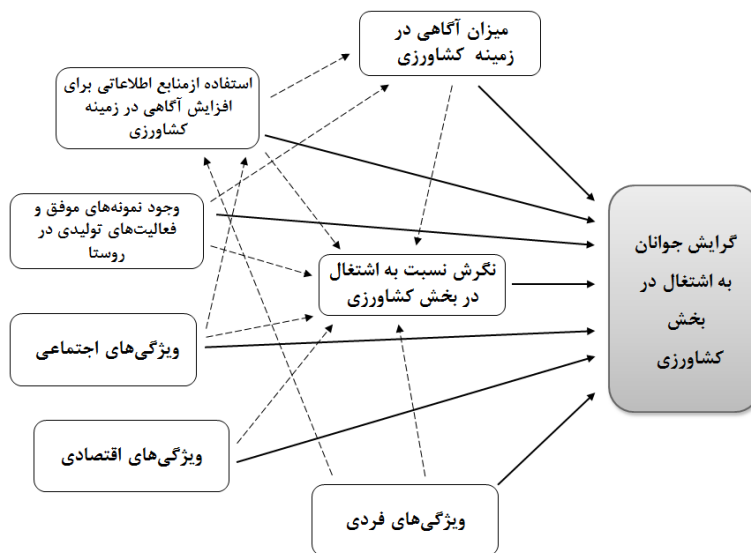 میزان آگاهی در
زمینه کشاورزی
استفاده ازمنابع اطلاعاتی برای
افزایش آگاهی در زمینه
کشاورزی
وجود نمونه‌های موفق و
فعالیت‌های تولیدی در
روستا
نگرش نسبت به اشتغال
در بخش کشاورزی
گرایش جوانان
به اشتغال در
بخش
کشاورزی
ویژگی‌های اجتماعی
ویژگی‌های اقتصادی
ویژگی‌های فردی